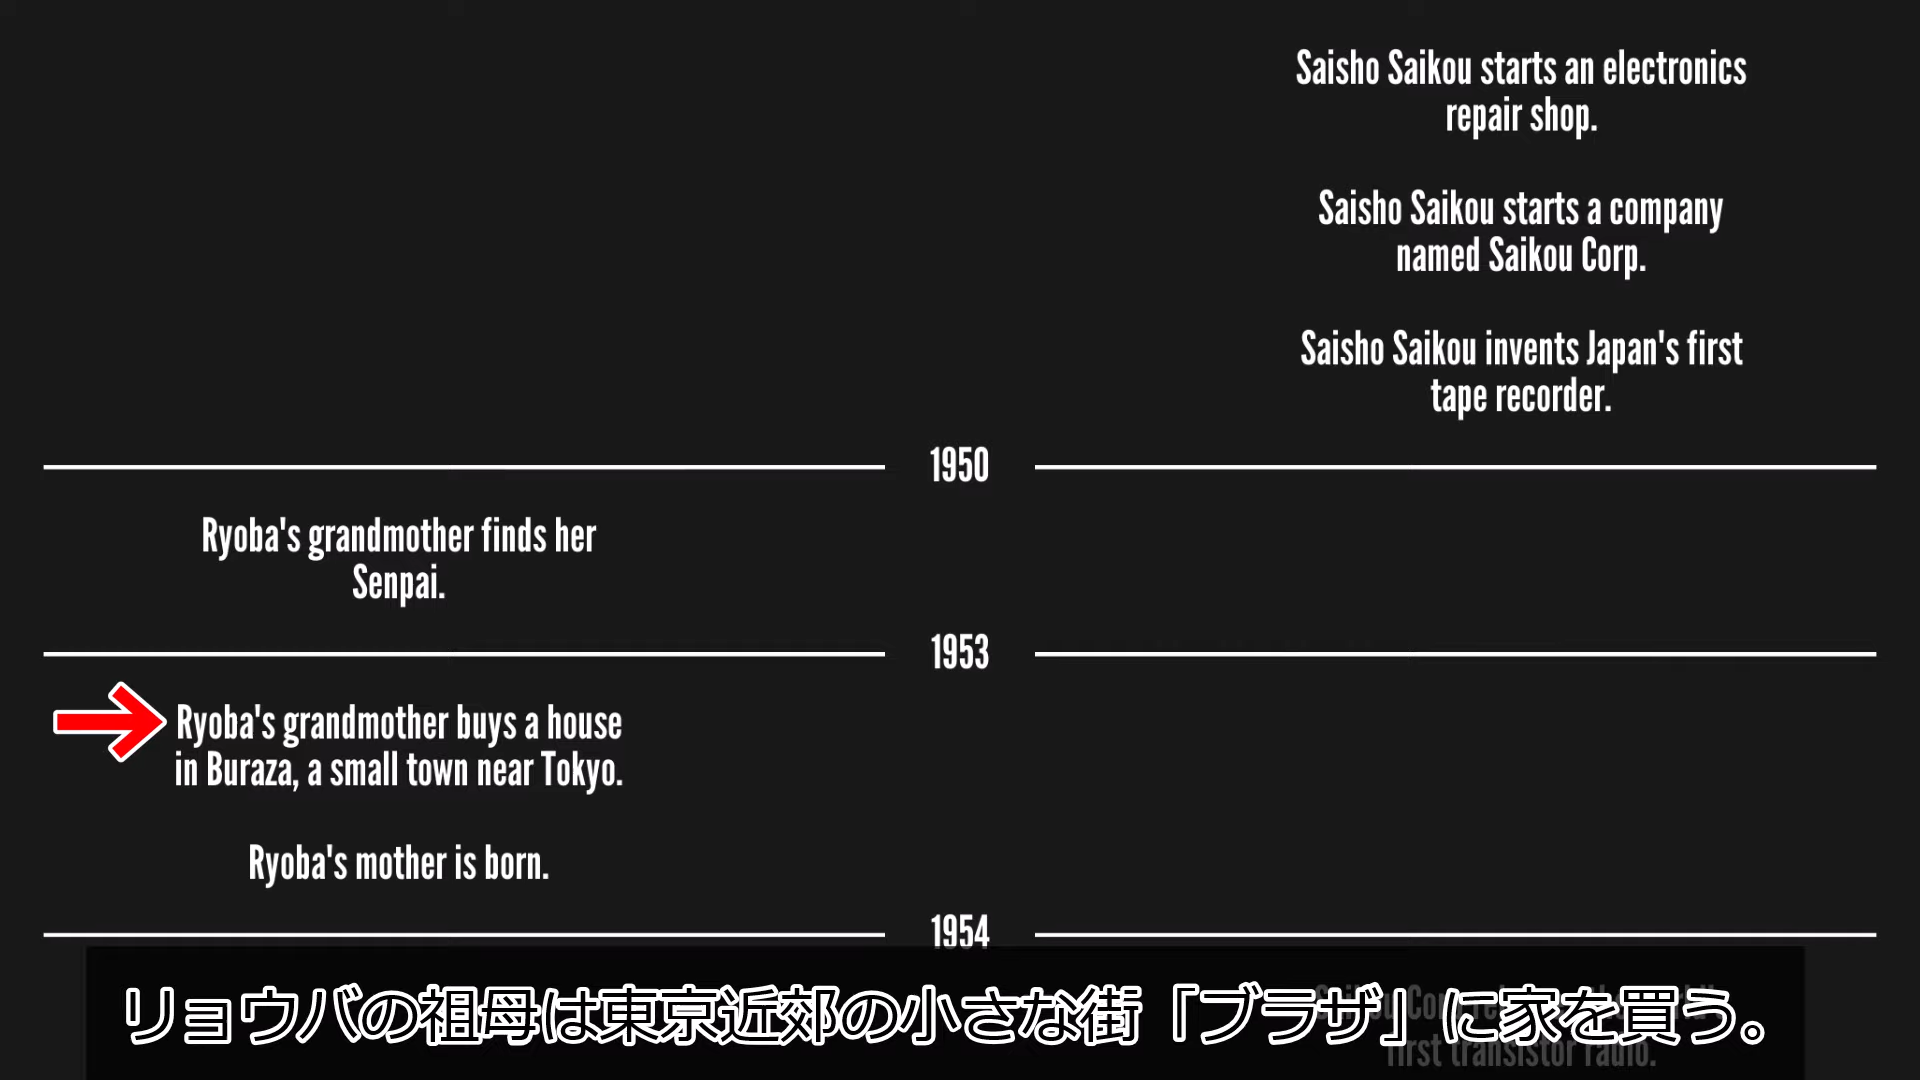 Saisho Saikou starts an electronics
repair shop.
Saisho Saikou starts a company
named Saikou Corp.
Saisho Saikou invents Japan's first
tape recorder.
1950
Ryoba's grandmother finds her
Senpai.
1953
Ryoba's grandmother buys a house
in Buraza, a small town near Tokyo.
Ryoba's mother is born.
1954
リョウバの祖母は東京近郊の小さな街「ブラザ」に家を買う。
first transistor radio.